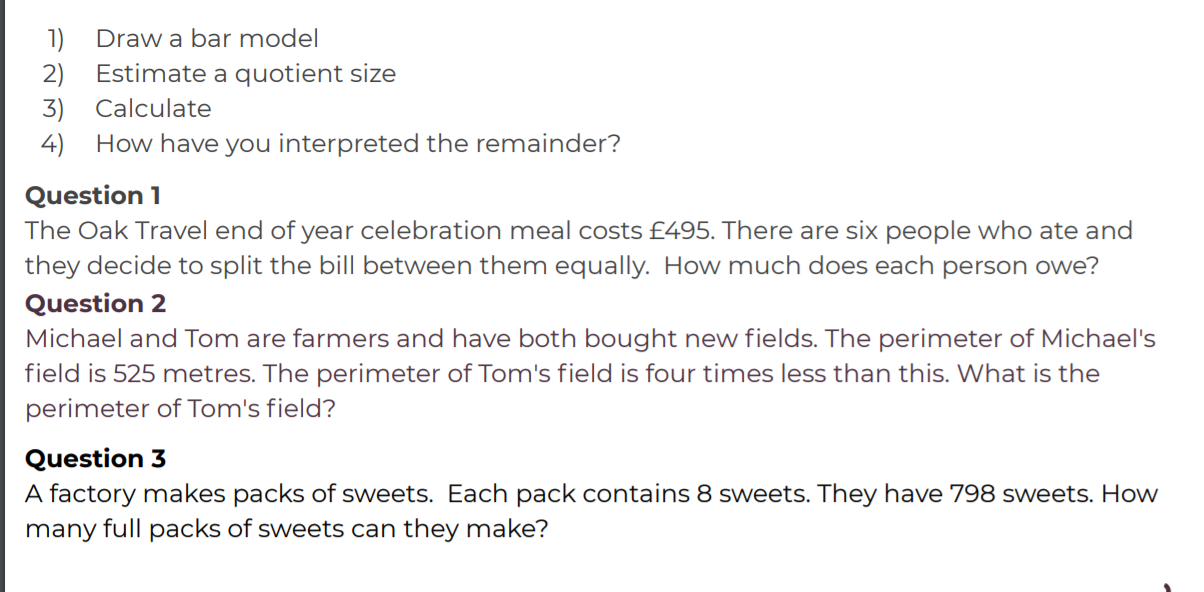 1) Draw a bar model
2) Estimate a quotient size
3) Calculate
4) How have you interpreted the remainder?
Question 1
The Oak Travel end of year celebration meal costs £495. There are six people who ate and
they decide to split the bill between them equally.  How much does each person owe?
Question 2
Michael and Tom are farmers and have both bought new fields. The perimeter of Michael's
field is 525 metres. The perimeter of Tom's field is four times less than this. What is the
perimeter of Tom's field?
Question 3
A factory makes packs of sweets.  Each pack contains 8 sweets. They have 798 sweets. How
many full packs of sweets can they make?